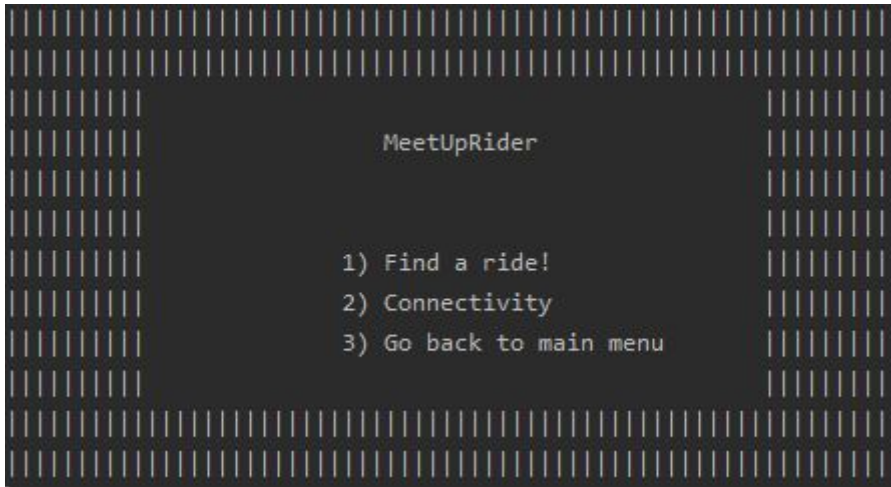 MeetUpRider
1) Find a ride!
2) Connectivity
3) Go back to main menu